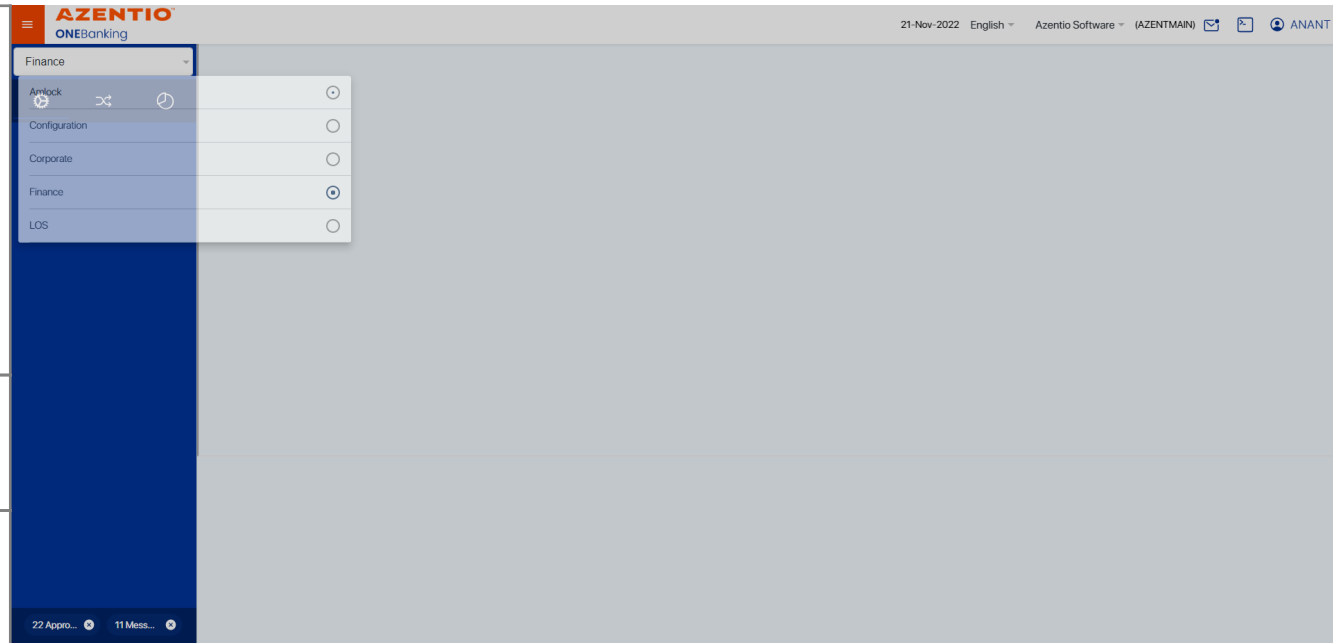 AZENTIO™
ONEBanking
21-Nov-2022 English Azentio Software (AZENTMAIN) ANANT
Finance
Amlock
Configuration
Corporate
Finance
LOS
22 Appro... 11 Mess...